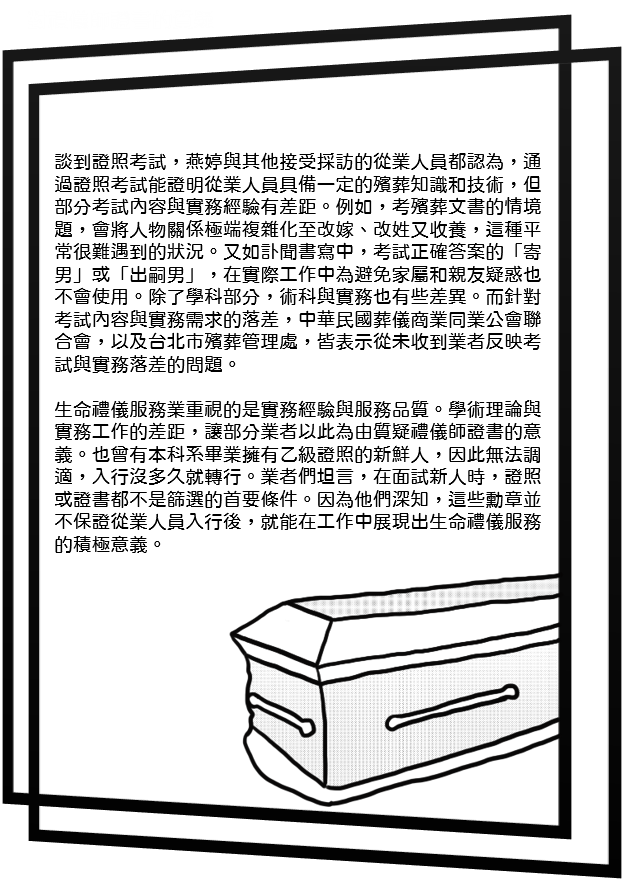 談到證照考試，燕婷與其他接受採訪的從業人員都認為，通
過證照考試能證明從業人員具備一定的殯葬知識和技術，但
部分考試內容與實務經驗有差距。例如，考殯葬文書的情境
題，會將人物關係極端複雜化至改嫁、改姓又收養，這種平
常很難遇到的狀況。又如訃聞書寫中，考試正確答案的「寄
男」或「出嗣男」，在實際工作中為避免家屬和親友疑惑也
不會使用。除了學科部分，術科與實務也有些差異。而針對
考試內容與實務需求的落差，中華民國葬儀商業同業公會聯
合會，以及台北市殯葬管理處，皆表示從未收到業者反映考
試與實務落差的問題。
生命禮儀服務業重視的是實務經驗與服務品質。學術理論與
實務工作的差距，讓部分業者以此為由質疑禮儀師證書的意
義。也曾有本科系畢業擁有乙級證照的新鮮人，因此無法調
適，入行沒多久就轉行。業者們坦言，在面試新人時，證照
或證書都不是篩選的首要條件。因為他們深知，這些勳章並
不保證從業人員入行後，就能在工作中展現出生命禮儀服務
的積極意義。